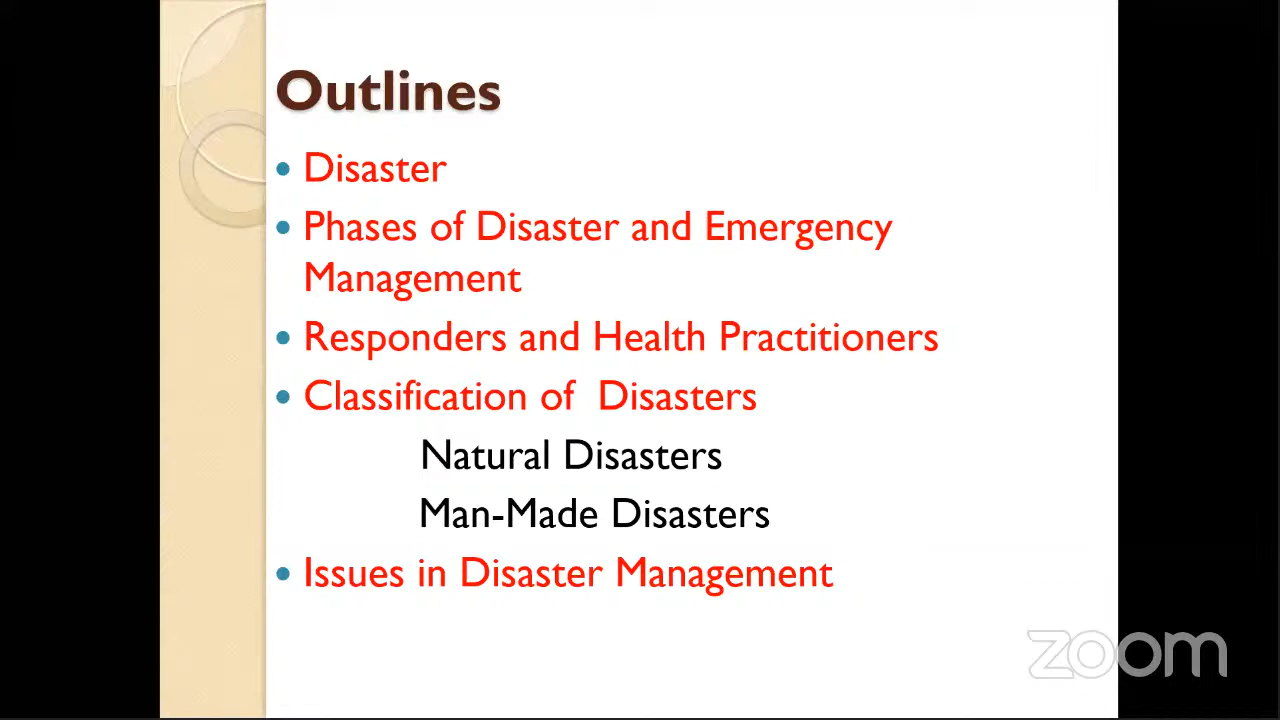 Outlines
• Disaster
• Phases of Disaster and Emergency
Management
• Responders and Health Practitioners
• Classification of Disasters
Natural Disasters
Man-Made Disasters
• Issues in Disaster Management
zoom